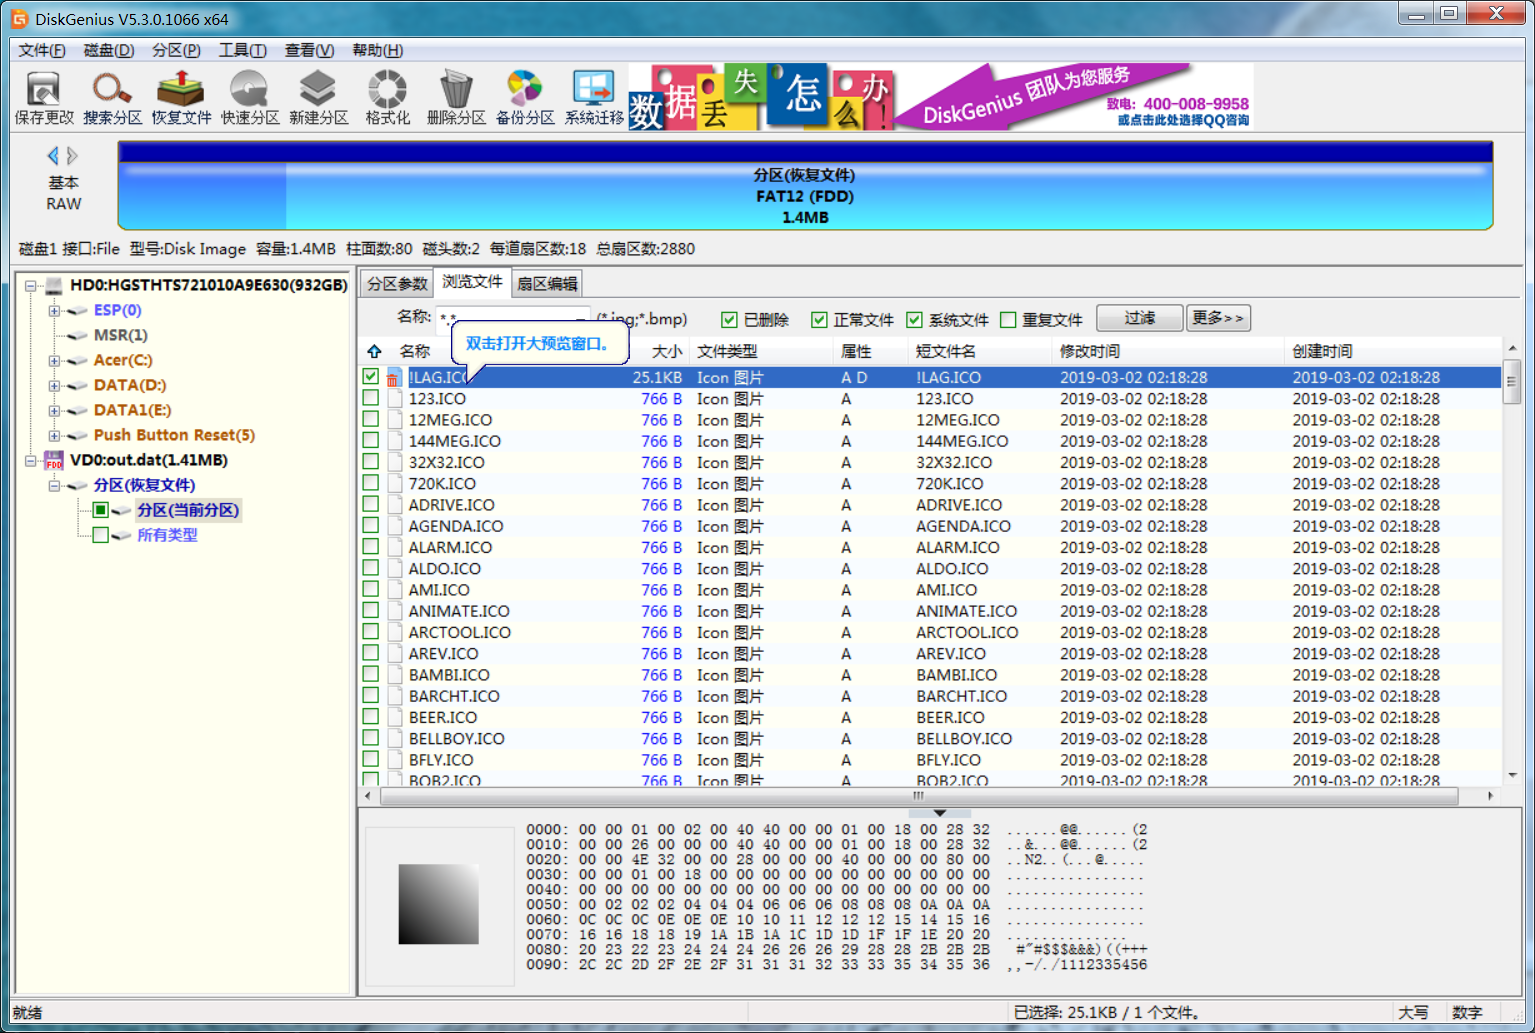 DiskGenius V5.3.0.1066 x64
文件(F) 磁盘(D) 分区(P) 工具(T) 查看(V) 帮助(H)
保存更改 搜索分区 恢复文件 快速分区 新建分区 格式化 删除分区 备份分区 系统迁移
数据丢失怎么办!
DiskGenius 团队为您服务
致电: 400-008-9958
或点击此处选择QQ咨询
基本
RAW
分区(恢复文件)
FAT12 (FDD)
1.4MB
磁盘1 接口:File 型号:Disk Image 容量:1.4MB 柱面数:80 磁头数:2 每道扇区数:18 总扇区数:2880
HD0:HGSTHTS721010A9E630(932GB)
ESP(0)
MSR(1)
Acer(C:)
DATA(D:)
DATA1(E:)
Push Button Reset(5)
VD0:out.dat(1.41MB)
FDD
分区(恢复文件)
分区(当前分区)
所有类型
分区参数 浏览文件 扇区编辑
名称: *.* (*.jpg;*.bmp) 已删除 正常文件 系统文件 重复文件 过滤 更多>>
双击打开大预览窗口。
名称 大小 文件类型 属性 短文件名 修改时间 创建时间
!LAG.ICO 25.1KB Icon 图片 A D !LAG.ICO 2019-03-02 02:18:28 2019-03-02 02:18:28
123.ICO 766 B Icon 图片 A 123.ICO 2019-03-02 02:18:28 2019-03-02 02:18:28
12MEG.ICO 766 B Icon 图片 A 12MEG.ICO 2019-03-02 02:18:28 2019-03-02 02:18:28
144MEG.ICO 766 B Icon 图片 A 144MEG.ICO 2019-03-02 02:18:28 2019-03-02 02:18:28
32X32.ICO 766 B Icon 图片 A 32X32.ICO 2019-03-02 02:18:28 2019-03-02 02:18:28
720K.ICO 766 B Icon 图片 A 720K.ICO 2019-03-02 02:18:28 2019-03-02 02:18:28
ADRIVE.ICO 766 B Icon 图片 A ADRIVE.ICO 2019-03-02 02:18:28 2019-03-02 02:18:28
AGENDA.ICO 766 B Icon 图片 A AGENDA.ICO 2019-03-02 02:18:28 2019-03-02 02:18:28
ALARM.ICO 766 B Icon 图片 A ALARM.ICO 2019-03-02 02:18:28 2019-03-02 02:18:28
ALDO.ICO 766 B Icon 图片 A ALDO.ICO 2019-03-02 02:18:28 2019-03-02 02:18:28
AMI.ICO 766 B Icon 图片 A AMI.ICO 2019-03-02 02:18:28 2019-03-02 02:18:28
ANIMATE.ICO 766 B Icon 图片 A ANIMATE.ICO 2019-03-02 02:18:28 2019-03-02 02:18:28
ARCTOOL.ICO 766 B Icon 图片 A ARCTOOL.ICO 2019-03-02 02:18:28 2019-03-02 02:18:28
AREV.ICO 766 B Icon 图片 A AREV.ICO 2019-03-02 02:18:28 2019-03-02 02:18:28
BAMBI.ICO 766 B Icon 图片 A BAMBI.ICO 2019-03-02 02:18:28 2019-03-02 02:18:28
BARCHT.ICO 766 B Icon 图片 A BARCHT.ICO 2019-03-02 02:18:28 2019-03-02 02:18:28
BEER.ICO 766 B Icon 图片 A BEER.ICO 2019-03-02 02:18:28 2019-03-02 02:18:28
BELLBOY.ICO 766 B Icon 图片 A BELLBOY.ICO 2019-03-02 02:18:28 2019-03-02 02:18:28
BFLY.ICO 766 B Icon 图片 A BFLY.ICO 2019-03-02 02:18:28 2019-03-02 02:18:28
BOB2.ICO 766 B Icon 图片 A BOB2.ICO 2019-03-02 02:18:28 2019-03-02 02:18:28
0000: 00 00 01 00 02 00 40 40 00 00 01 00 18 00 28 32 ......@@......(2
0010: 00 00 26 00 00 00 40 40 00 00 01 00 18 00 28 32 ..&...@@......(2
0020: 00 00 4E 32 00 00 28 00 00 00 40 00 00 00 80 00 ..N2..(...@.....
0030: 00 00 01 00 18 00 00 00 00 00 00 00 00 00 00 00 ................
0040: 00 00 00 00 00 00 00 00 00 00 00 00 00 00 00 00 ................
0050: 00 02 02 02 04 04 04 06 06 06 08 08 08 0A 0A 0A ................
0060: 0C 0C 0C 0E 0E 0E 10 10 11 12 12 12 15 14 15 16 ................
0070: 16 16 18 18 19 1A 1B 1A 1C 1D 1D 1F 1F 1E 20 20 ..............
0080: 20 23 22 23 24 24 24 26 26 26 29 28 28 2B 2B 2B #"#$$$&&&)((+++
0090: 2C 2C 2D 2F 2E 2F 31 31 31 32 33 33 35 34 35 36 ,,-/./1112335456
就绪 已选择: 25.1KB / 1 个文件。 大写 数字